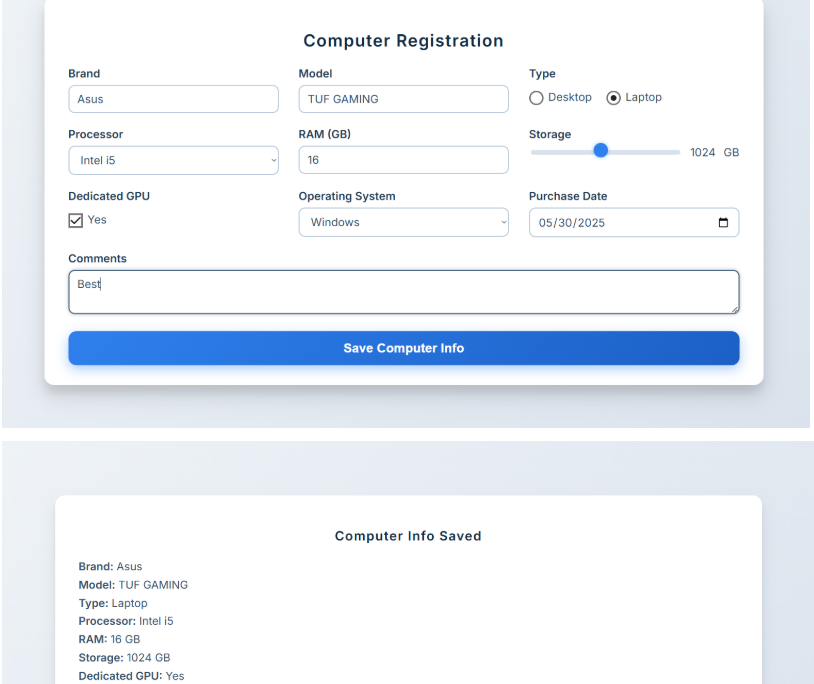 Computer Registration
Brand Model Type
Asus TUF GAMING Desktop Laptop
Processor RAM (GB) Storage
Intel i5 16 1024 GB
Dedicated GPU Operating System Purchase Date
Yes Windows 05/30/2025
Comments
Best
Save Computer Info
Computer Info Saved
Brand: Asus
Model: TUF GAMING
Type: Laptop
Processor: Intel i5
RAM: 16 GB
Storage: 1024 GB
Dedicated GPU: Yes